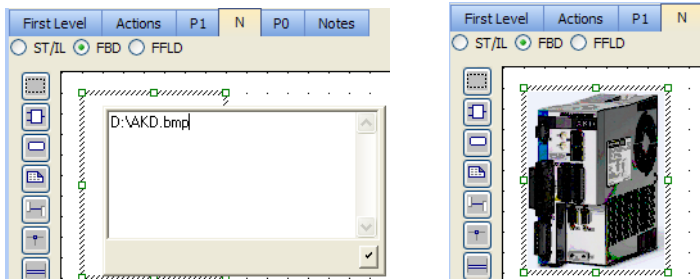 First Level Actions P1 N P0 Notes
ST/IL FBD FFLD
D:\AKD.bmp
First Level Actions P1 N
ST/IL FBD FFLD
AKD